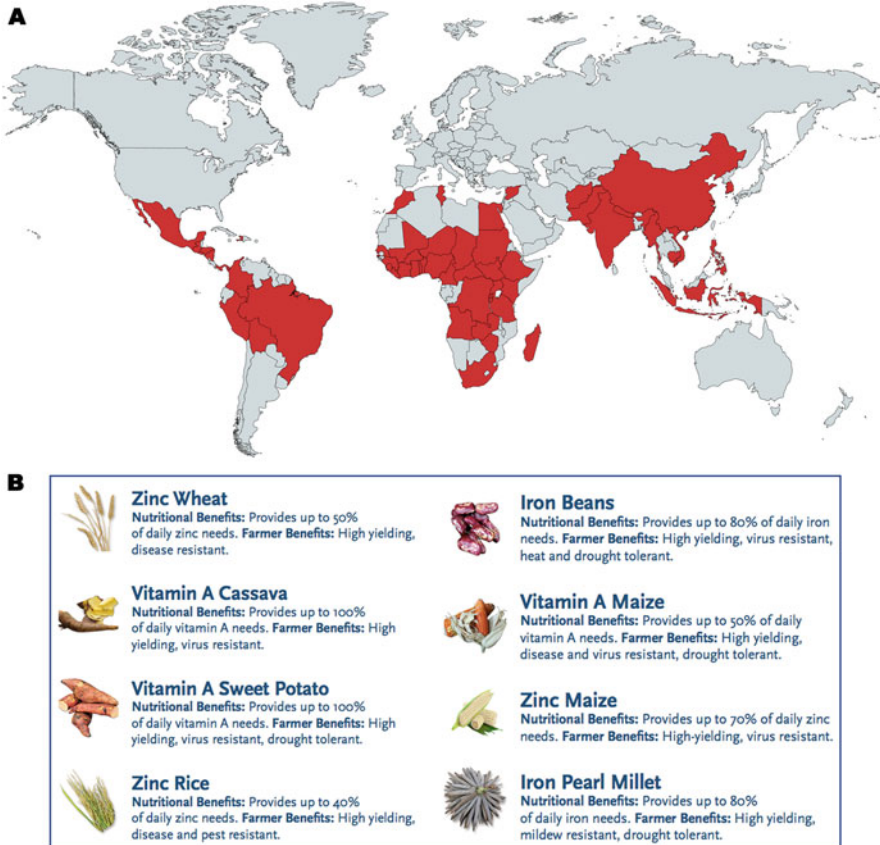 A
B
Zinc Wheat
Nutritional Benefits: Provides up to 50%
of daily zinc needs. Farmer Benefits: High yielding,
disease resistant.
Vitamin A Cassava
Nutritional Benefits: Provides up to 100%
of daily vitamin A needs. Farmer Benefits: High
yielding, virus resistant.
Vitamin A Sweet Potato
Nutritional Benefits: Provides up to 100%
of daily vitamin A needs. Farmer Benefits: High
yielding, virus resistant, drought tolerant.
Zinc Rice
Nutritional Benefits: Provides up to 40%
of daily zinc needs. Farmer Benefits: High yielding,
disease and pest resistant.
Iron Beans
Nutritional Benefits: Provides up to 80% of daily iron
needs. Farmer Benefits: High yielding, virus resistant,
heat and drought tolerant.
Vitamin A Maize
Nutritional Benefits: Provides up to 50% of daily
vitamin A needs. Farmer Benefits: High yielding,
disease and virus resistant, drought tolerant.
Zinc Maize
Nutritional Benefits: Provides up to 70% of daily zinc
needs. Farmer Benefits: High-yielding, virus resistant.
Iron Pearl Millet
Nutritional Benefits: Provides up to 80%
of daily iron needs. Farmer Benefits: High yielding,
mildew resistant, drought tolerant.